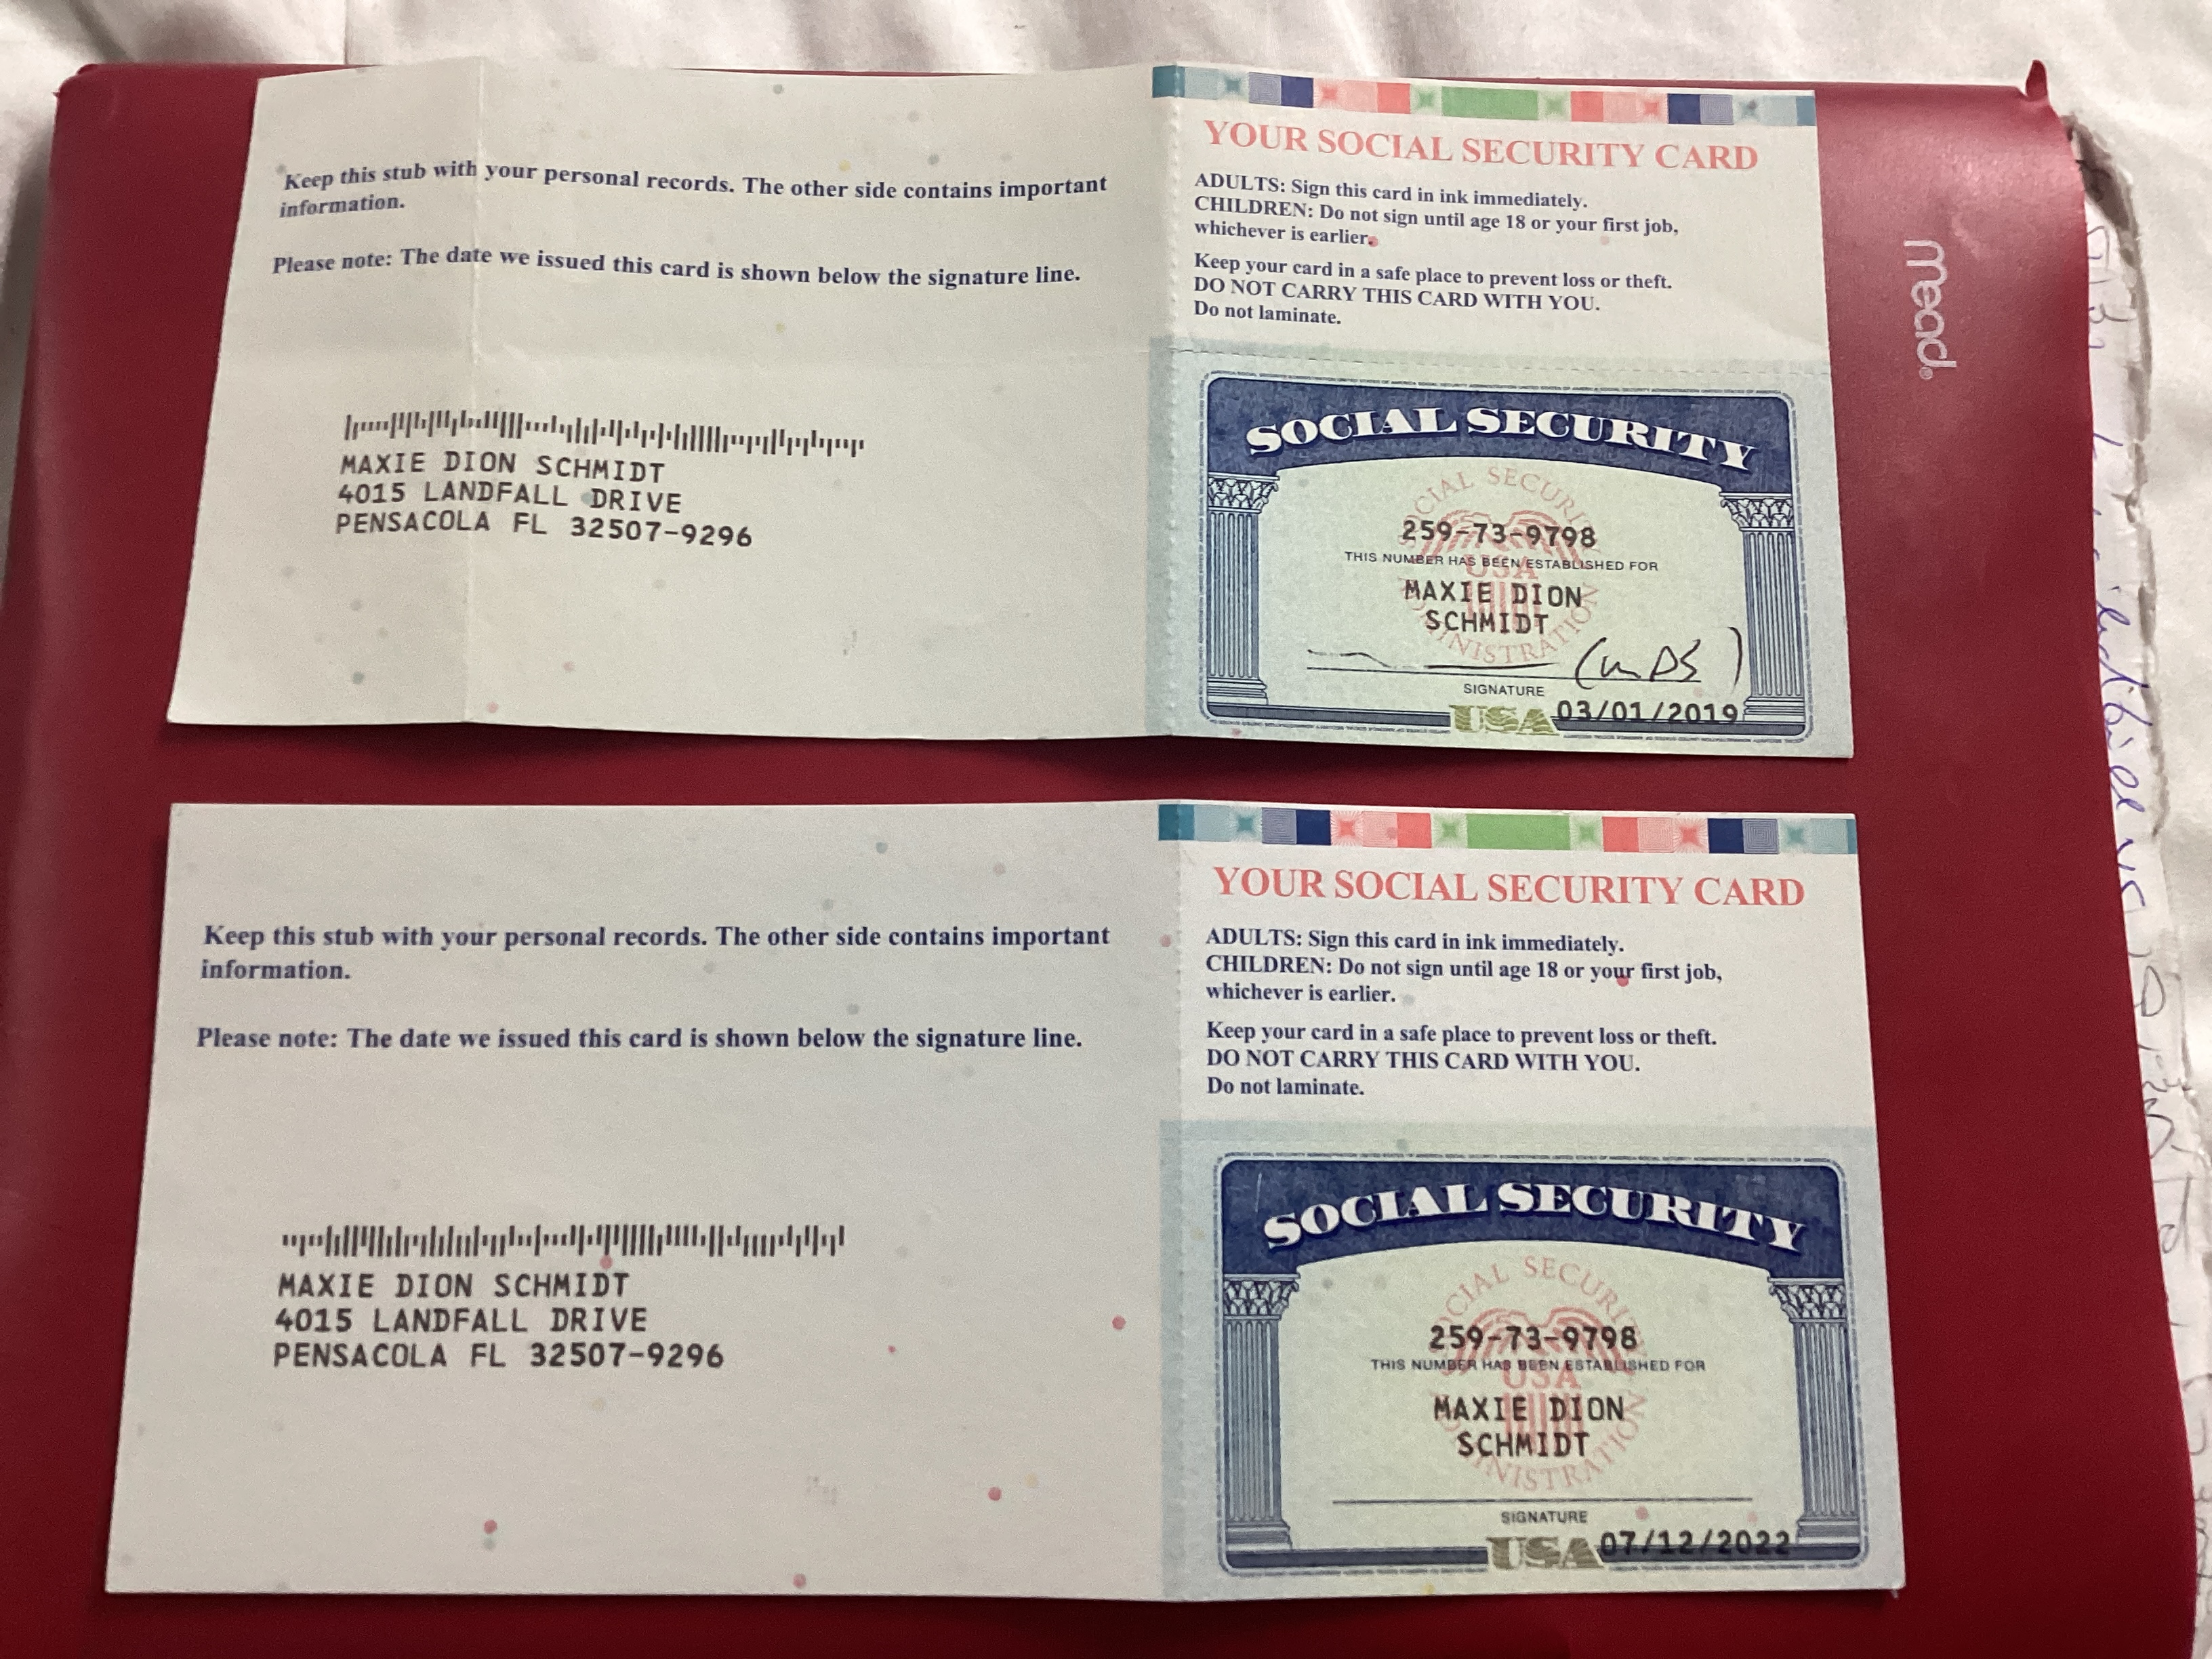 Keep this stub with your personal records. The other side contains important
information.
Please note: The date we issued this card is shown below the signature line.
MAXIE DION SCHMIDT
4015 LANDFALL DRIVE
PENSACOLA FL 32507-9296
YOUR SOCIAL SECURITY CARD
ADULTS: Sign this card in ink immediately.
CHILDREN: Do not sign until age 18 or your first job,
whichever is earlier.
Keep your card in a safe place to prevent loss or theft.
DO NOT CARRY THIS CARD WITH YOU.
Do not laminate.
SOCIAL SECURITY
259-73-9798
THIS NUMBER HAS BEEN ESTABLISHED FOR
MAXIE DION
SCHMIDT
(MDS)
SIGNATURE
USA 03/01/2019
Mead
Keep this stub with your personal records. The other side contains important
information.
Please note: The date we issued this card is shown below the signature line.
MAXIE DION SCHMIDT
4015 LANDFALL DRIVE
PENSACOLA FL 32507-9296
YOUR SOCIAL SECURITY CARD
ADULTS: Sign this card in ink immediately.
CHILDREN: Do not sign until age 18 or your first job,
whichever is earlier.
Keep your card in a safe place to prevent loss or theft.
DO NOT CARRY THIS CARD WITH YOU.
Do not laminate.
SOCIAL SECURITY
259-73-9798
THIS NUMBER HAS BEEN ESTABLISHED FOR
MAXIE DION
SCHMIDT
SIGNATURE
USA 07/12/2022